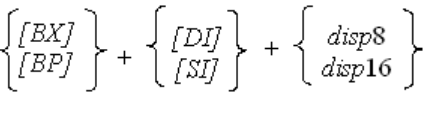 {[BX] [BP]} + {[DI] [SI]} + {disp8 disp16}